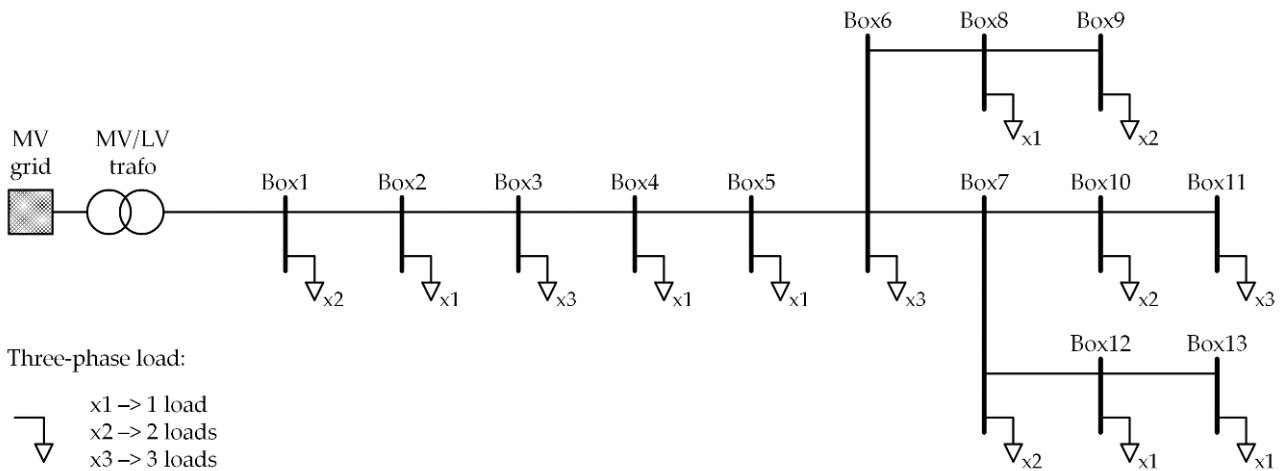 Box6 Box8 Box9
x1 x2
MV
grid
MV/LV
trafo
Box1 Box2 Box3 Box4 Box5 Box7 Box10 Box11
x2 x1 x3 x1 x1 x3 x2 x3
Three-phase load:
x1 –> 1 load
x2 –> 2 loads
x3 –> 3 loads
Box12 Box13
x2 x1 x1